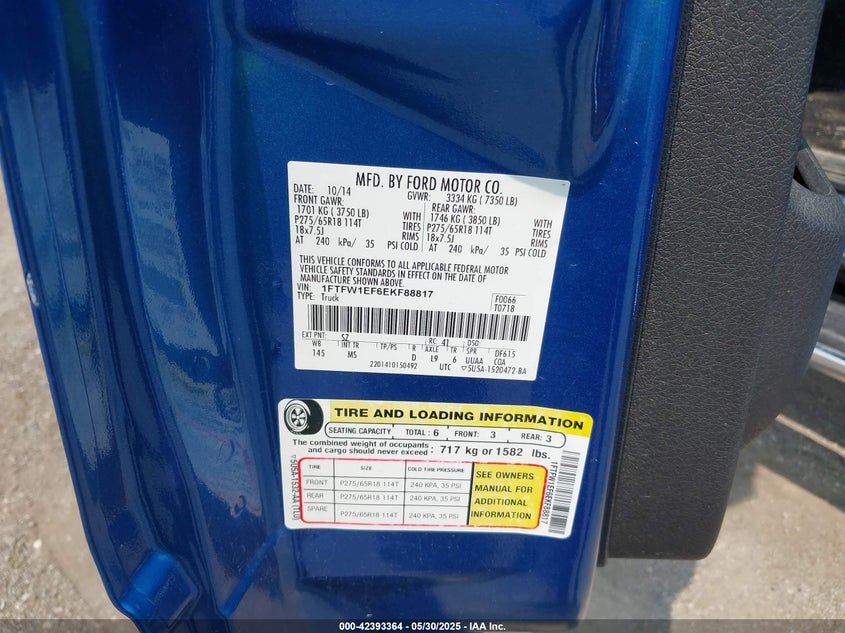 MFD. BY FORD MOTOR CO.
DATE: 10/14 GVWR: 3334 KG ( 7350 LB)
FRONT GAWR: REAR GAWR:
1701 KG ( 3750 LB) WITH 1746 KG ( 3850 LB) WITH
P275/65R18 114T TIRES P275/65R18 114T TIRES
18x7.5J RIMS 18x7.5J RIMS
AT 240 kPa/ 35 PSI COLD AT 240 kPa/ 35 PSI COLD
THIS VEHICLE CONFORMS TO ALL APPLICABLE FEDERAL MOTOR
VEHICLE SAFETY STANDARDS IN EFFECT ON THE DATE OF
MANUFACTURE SHOWN ABOVE.
VIN: 1FTFW1EF6EKF88817 F0066
TYPE: Truck T0718
EXT PNT: SZ RC: 41 DSO:
WB INT TR TP/PS R AXLE TR SPR DF615
145 MS D L9 6 UUAA COA
2201410150492 UTC ▽5USA-1520472-BA
TIRE AND LOADING INFORMATION
SEATING CAPACITY TOTAL : 6 FRONT: 3 REAR: 3
The combined weight of occupants and cargo should never exceed : 717 kg or 1582 lbs.
TIRE SIZE COLD TIRE PRESSURE
FRONT P275/65R18 114T 240 KPA, 35 PSI
REAR P275/65R18 114T 240 KPA, 35 PSI
SPARE P275/65R18 114T 240 KPA, 35 PSI
SEE OWNERS
MANUAL FOR
ADDITIONAL
INFORMATION
1FTFW1EF6EKF88817
000-42393364 - 05/30/2025 - IAA Inc.